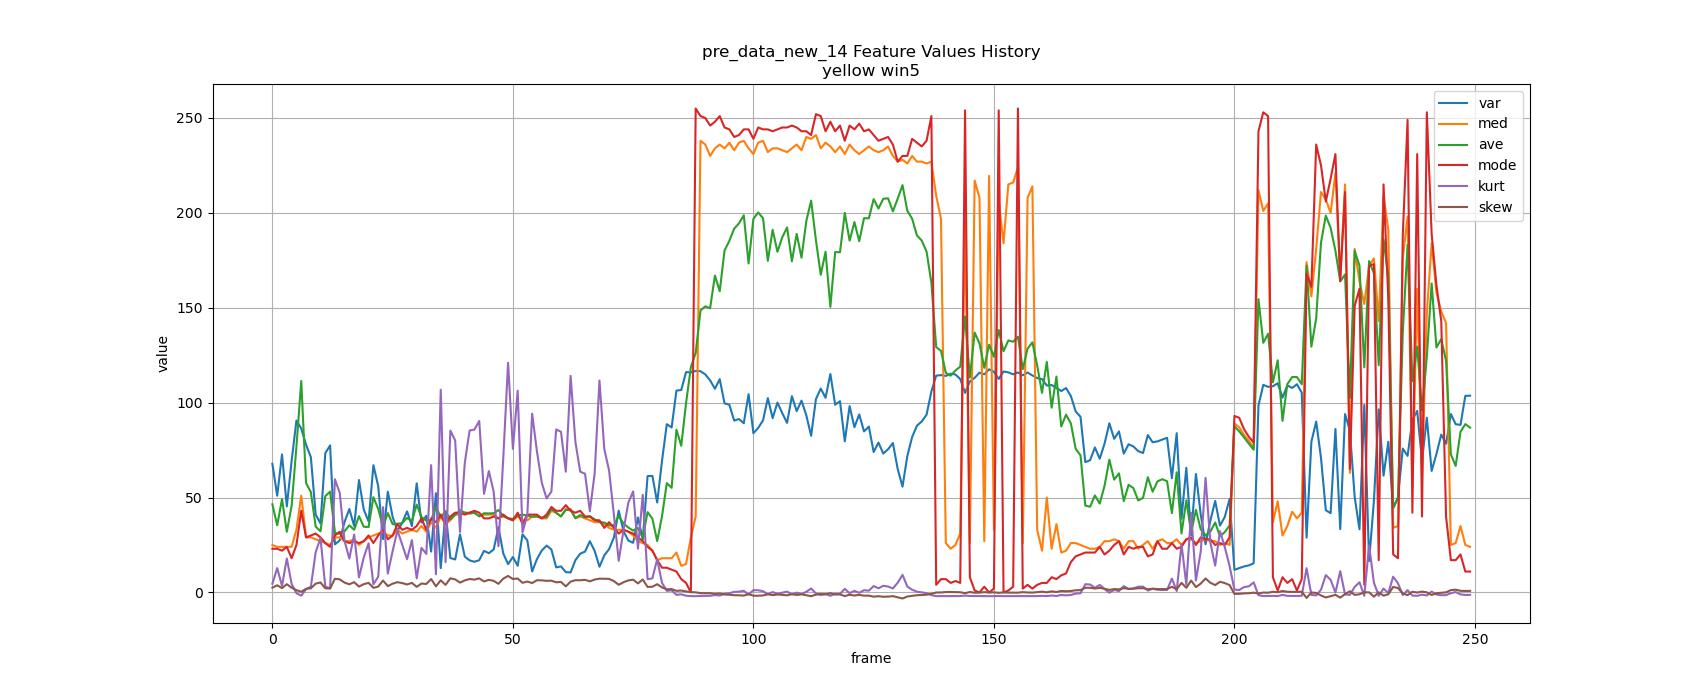 pre_data_new_14 Feature Values History
yellow win5
value
250
200
150
100
50
0
0
50
100
150
200
250
frame
var
med
ave
mode
kurt
skew